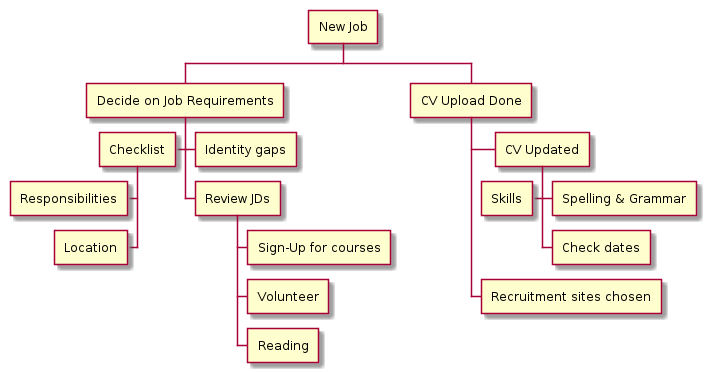 New Job
Decide on Job Requirements
CV Upload Done
Checklist
Identity gaps
CV Updated
Responsibilities
Review JDs
Skills
Spelling & Grammar
Location
Sign-Up for courses
Check dates
Volunteer
Recruitment sites chosen
Reading